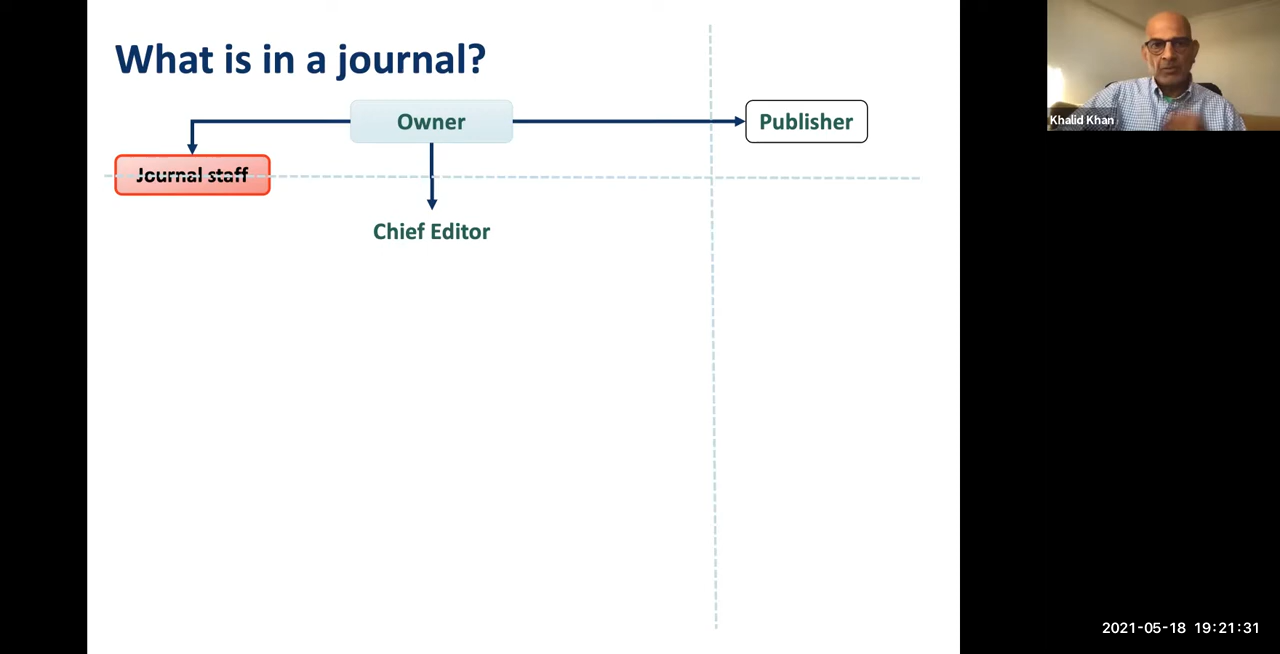 What is in a journal?
Owner
Publisher
Journal staff
Chief Editor
Khalid Khan
2021-05-18 19:21:31